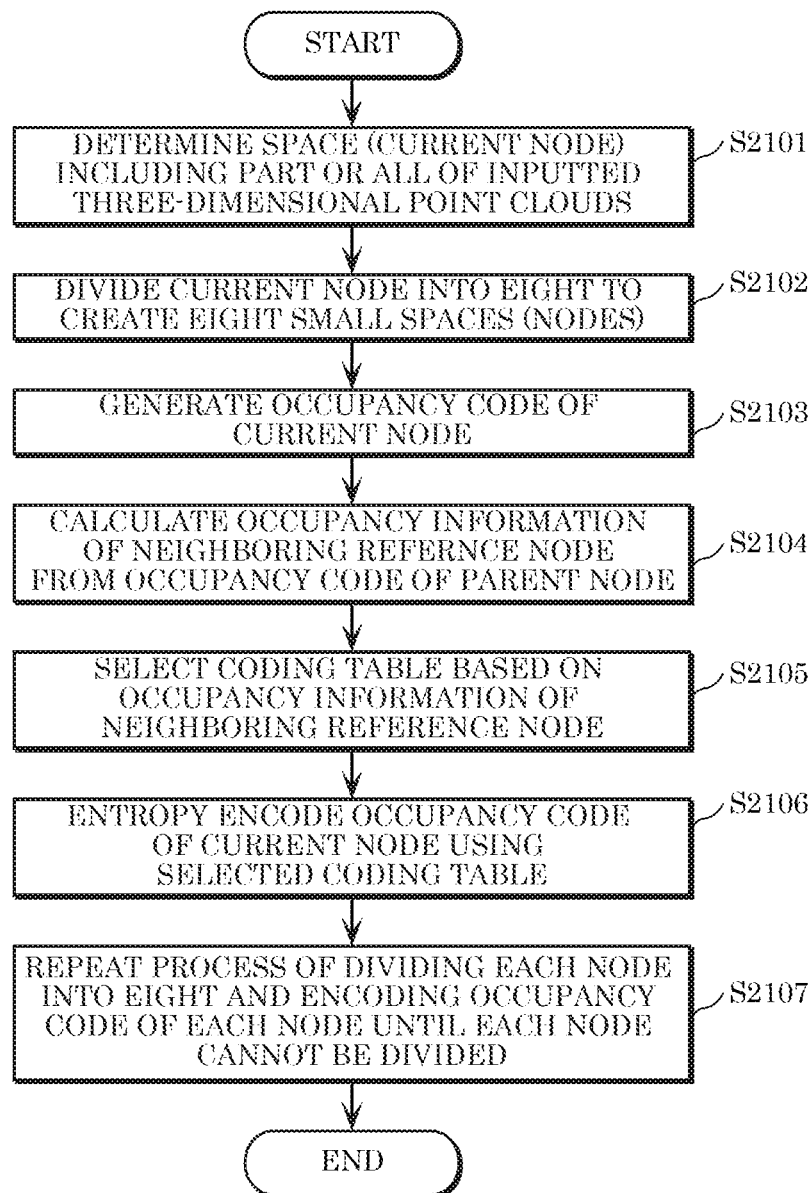 START
DETERMINE SPACE (CURRENT NODE)
INCLUDING PART OR ALL OF INPUTTED
THREE-DIMENSIONAL POINT CLOUDS
S2101
DIVIDE CURRENT NODE INTO EIGHT TO
CREATE EIGHT SMALL SPACES (NODES)
S2102
GENERATE OCCUPANCY CODE OF
CURRENT NODE
S2103
CALCULATE OCCUPANCY INFORMATION
OF NEIGHBORING REFERNCE NODE
FROM OCCUPANCY CODE OF PARENT NODE
S2104
SELECT CODING TABLE BASED ON
OCCUPANCY INFORMATION OF
NEIGHBORING REFERENCE NODE
S2105
ENTROPY ENCODE OCCUPANCY CODE
OF CURRENT NODE USING
SELECTED CODING TABLE
S2106
REPEAT PROCESS OF DIVIDING EACH NODE
INTO EIGHT AND ENCODING OCCUPANCY
CODE OF EACH NODE UNTIL EACH NODE
CANNOT BE DIVIDED
S2107
END